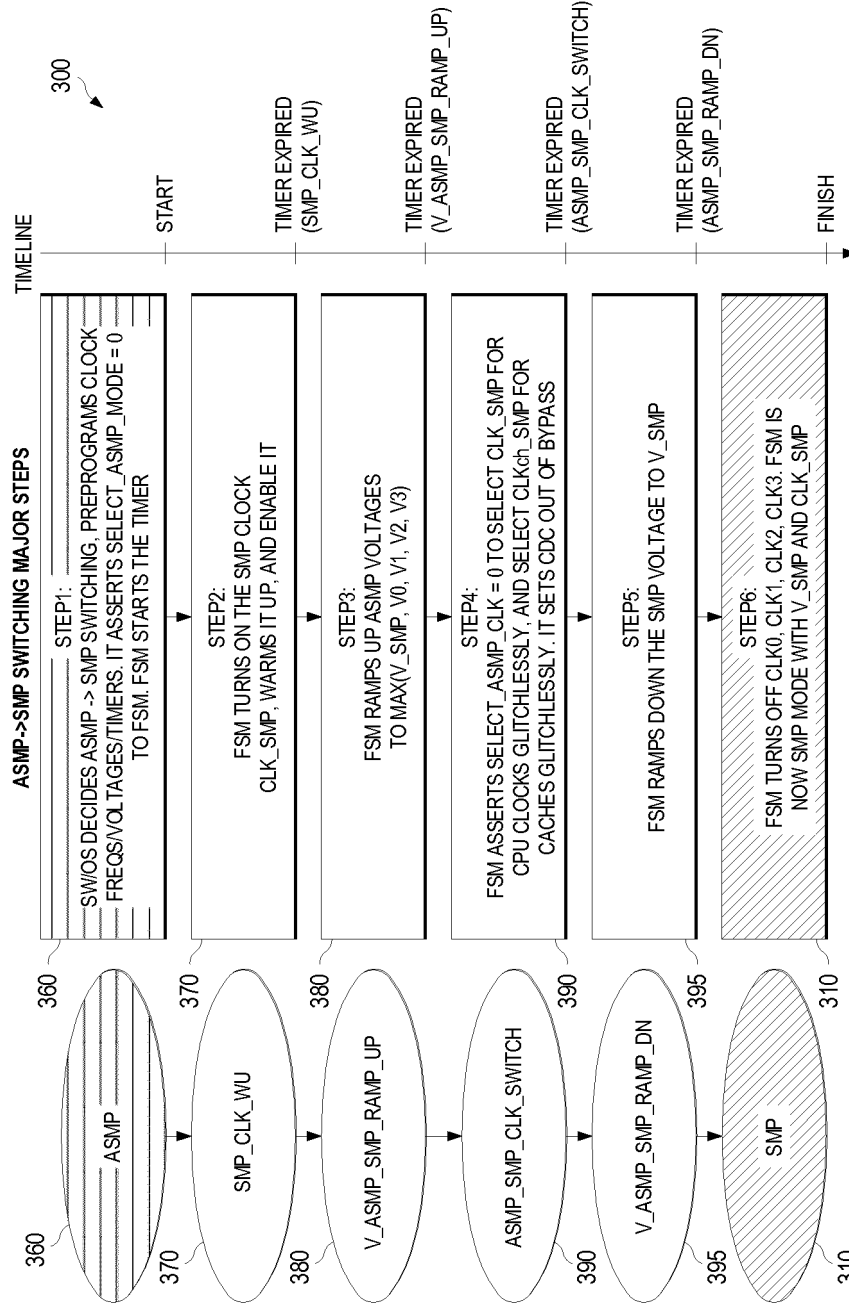 300
ASMP->SMP SWITCHING MAJOR STEPS
TIMELINE
360
ASMP
360
STEP1:
SW/OS DECIDES ASMP -> SMP SWITCHING, PREPROGRAMS CLOCK
FREQS/VOLTAGES/TIMERS. IT ASSERTS SELECT_ASMP_MODE = 0
TO FSM. FSM STARTS THE TIMER
START
370
SMP_CLK_WU
370
STEP2:
FSM TURNS ON THE SMP CLOCK
CLK_SMP, WARMS IT UP, AND ENABLE IT
TIMER EXPIRED
(SMP_CLK_WU)
380
V_ASMP_SMP_RAMP_UP
380
STEP3:
FSM RAMPS UP ASMP VOLTAGES
TO MAX(V_SMP, V0, V1, V2, V3)
TIMER EXPIRED
(V_ASMP_SMP_RAMP_UP)
390
ASMP_SMP_CLK_SWITCH
390
STEP4:
FSM ASSERTS SELECT_ASMP_CLK = 0 TO SELECT CLK_SMP FOR
CPU CLOCKS GLITCHLESSLY, AND SELECT CLKch_SMP FOR
CACHES GLITCHLESSLY. IT SETS CDC OUT OF BYPASS
TIMER EXPIRED
(ASMP_SMP_CLK_SWITCH)
395
V_ASMP_SMP_RAMP_DN
395
STEP5:
FSM RAMPS DOWN THE SMP VOLTAGE TO V_SMP
TIMER EXPIRED
(ASMP_SMP_RAMP_DN)
310
SMP
310
STEP6:
FSM TURNS OFF CLK0, CLK1, CLK2, CLK3. FSM IS
NOW SMP MODE WITH V_SMP AND CLK_SMP
FINISH